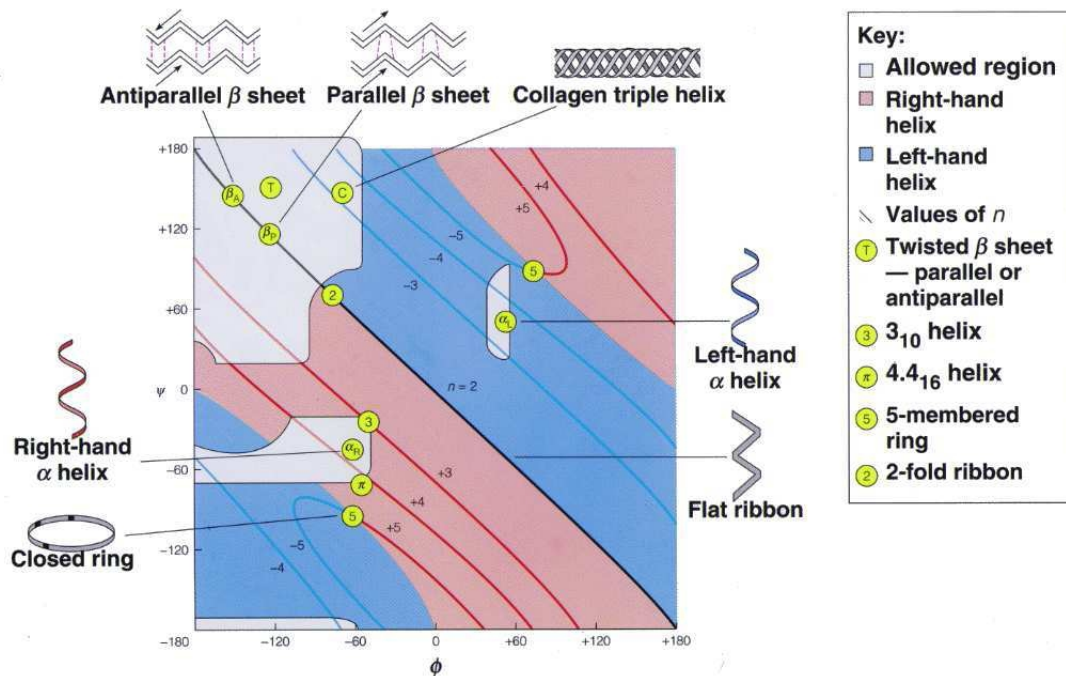 Antiparallel β sheet
Parallel β sheet
Collagen triple helix
+180
+120
+60
ψ 0
−60
−120
−180
−120
−60
0
+60
+120
+180
ϕ
βA
T
C
βP
2
5
αL
3
αR
π
5
+4
+5
−5
−4
−3
n = 2
+3
+4
+5
−5
−4
Right-hand
α helix
Closed ring
Left-hand
α helix
Flat ribbon
Key:
Allowed region
Right-hand
helix
Left-hand
helix
Values of n
T Twisted β sheet
— parallel or
antiparallel
3 3₁₀ helix
π 4.4₁₆ helix
5 5-membered
ring
2 2-fold ribbon